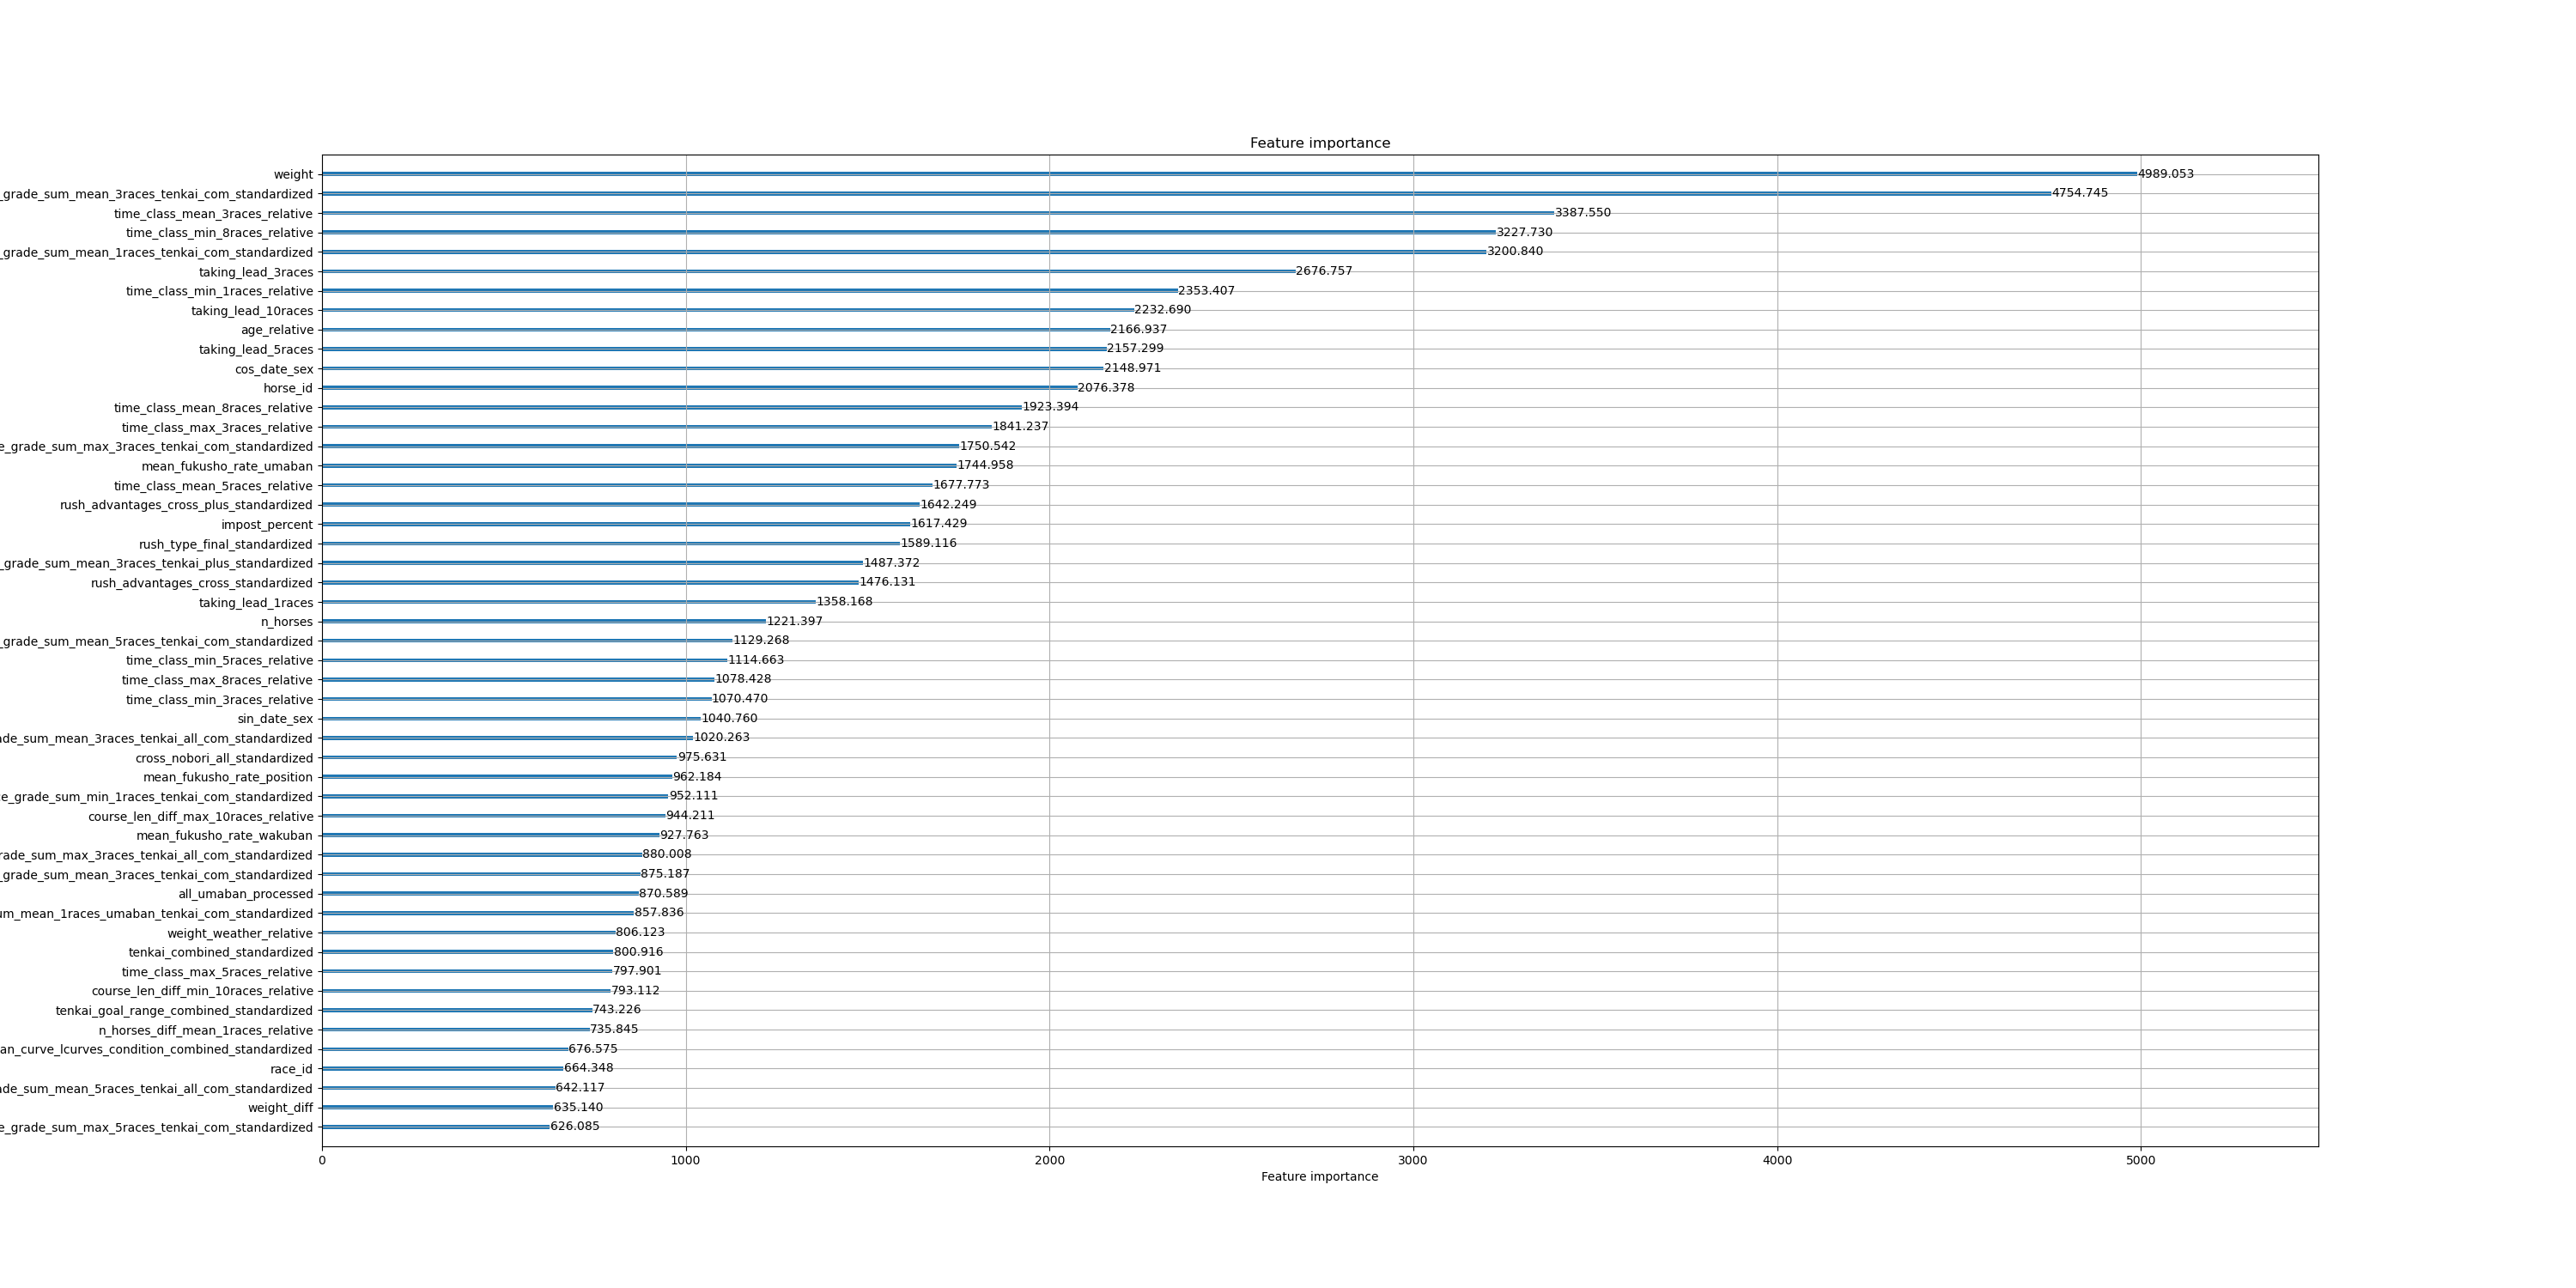 Feature importance
weight 4989.053
_grade_sum_mean_3races_tenkai_com_standardized 4754.745
time_class_mean_3races_relative 3387.550
time_class_min_8races_relative 3227.730
_grade_sum_mean_1races_tenkai_com_standardized 3200.840
taking_lead_3races 2676.757
time_class_min_1races_relative 2353.407
taking_lead_10races 2232.690
age_relative 2166.937
taking_lead_5races 2157.299
cos_date_sex 2148.971
horse_id 2076.378
time_class_mean_8races_relative 1923.394
time_class_max_3races_relative 1841.237
e_grade_sum_max_3races_tenkai_com_standardized 1750.542
mean_fukusho_rate_umaban 1744.958
time_class_mean_5races_relative 1677.773
rush_advantages_cross_plus_standardized 1642.249
impost_percent 1617.429
rush_type_final_standardized 1589.116
_grade_sum_mean_3races_tenkai_plus_standardized 1487.372
rush_advantages_cross_standardized 1476.131
taking_lead_1races 1358.168
n_horses 1221.397
_grade_sum_mean_5races_tenkai_com_standardized 1129.268
time_class_min_5races_relative 1114.663
time_class_max_8races_relative 1078.428
time_class_min_3races_relative 1070.470
sin_date_sex 1040.760
de_sum_mean_3races_tenkai_all_com_standardized 1020.263
cross_nobori_all_standardized 975.631
mean_fukusho_rate_position 962.184
e_grade_sum_min_1races_tenkai_com_standardized 952.111
course_len_diff_max_10races_relative 944.211
mean_fukusho_rate_wakuban 927.763
rade_sum_max_3races_tenkai_all_com_standardized 880.008
_grade_sum_mean_3races_tenkai_com_standardized 875.187
all_umaban_processed 870.589
um_mean_1races_umaban_tenkai_com_standardized 857.836
weight_weather_relative 806.123
tenkai_combined_standardized 800.916
time_class_max_5races_relative 797.901
course_len_diff_min_10races_relative 793.112
tenkai_goal_range_combined_standardized 743.226
n_horses_diff_mean_1races_relative 735.845
an_curve_lcurves_condition_combined_standardized 676.575
race_id 664.348
de_sum_mean_5races_tenkai_all_com_standardized 642.117
weight_diff 635.140
e_grade_sum_max_5races_tenkai_com_standardized 626.085
0 1000 2000 3000 4000 5000
Feature importance